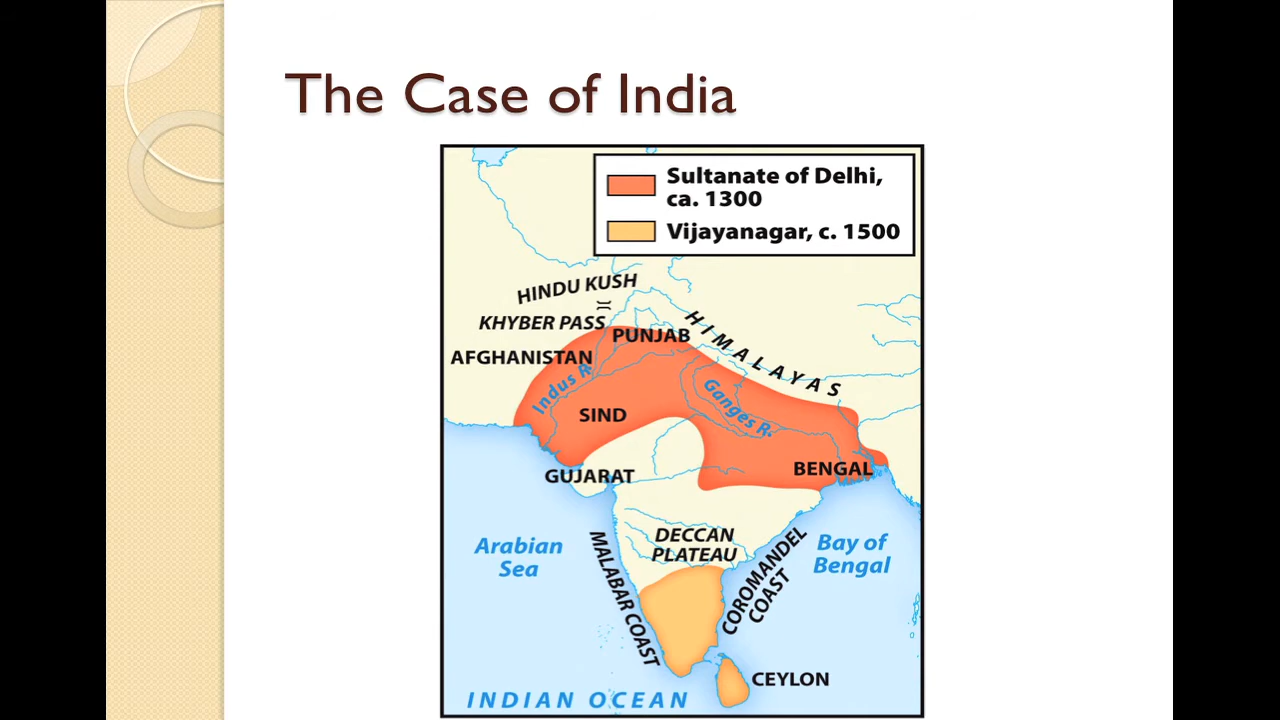 The Case of India
Sultanate of Delhi,
ca. 1300
Vijayanagar, c. 1500
HINDU KUSH
KHYBER PASS
PUNJAB
HIMALAYAS
AFGHANISTAN
Indus R.
Ganges R.
SIND
GUJARAT
BENGAL
DECCAN
PLATEAU
Arabian
Sea
MALABAR COAST
COROMANDEL
COAST
Bay of
Bengal
CEYLON
INDIAN OCEAN